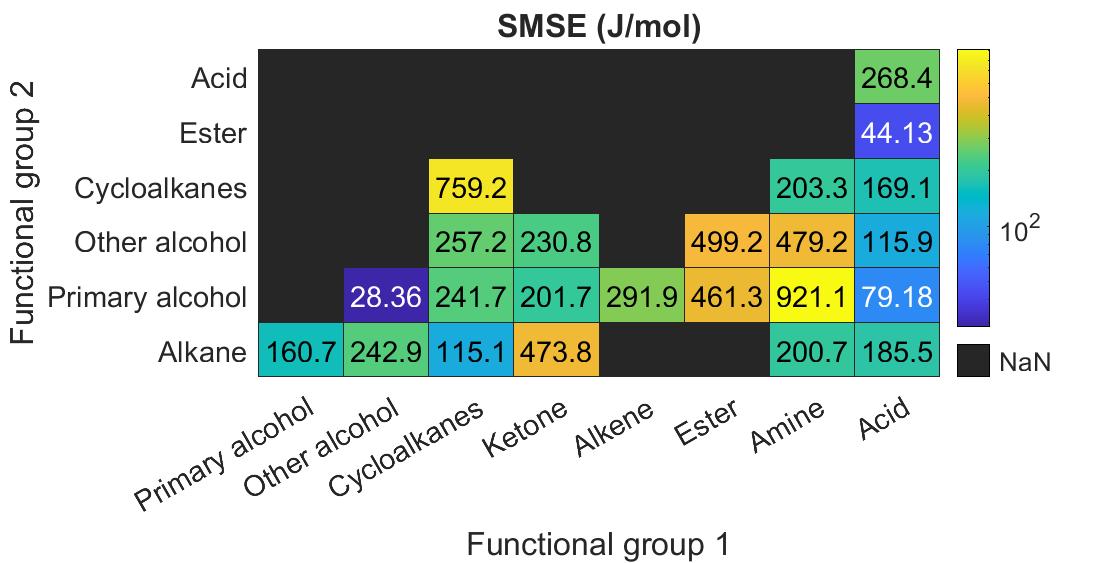 SMSE (J/mol)
Functional group 2
Acid 268.4
Ester 44.13
Cycloalkanes 759.2 203.3 169.1
Other alcohol 257.2 230.8 499.2 479.2 115.9
Primary alcohol 28.36 241.7 201.7 291.9 461.3 921.1 79.18
Alkane 160.7 242.9 115.1 473.8 200.7 185.5
10²
NaN
Primary alcohol
Other alcohol
Cycloalkanes
Ketone
Alkene
Ester
Amine
Acid
Functional group 1